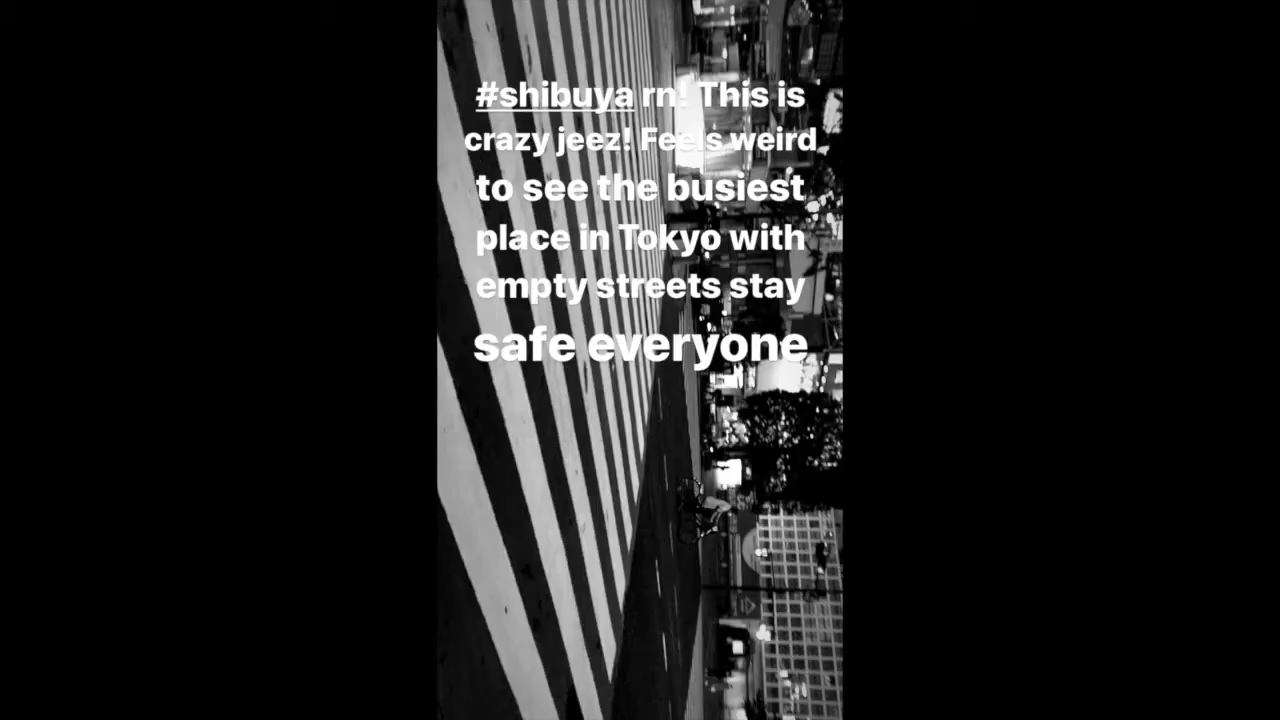 #shibuya rn! This is
crazy jeez! Feels weird
to see the busiest
place in Tokyo with
empty streets stay
safe everyone